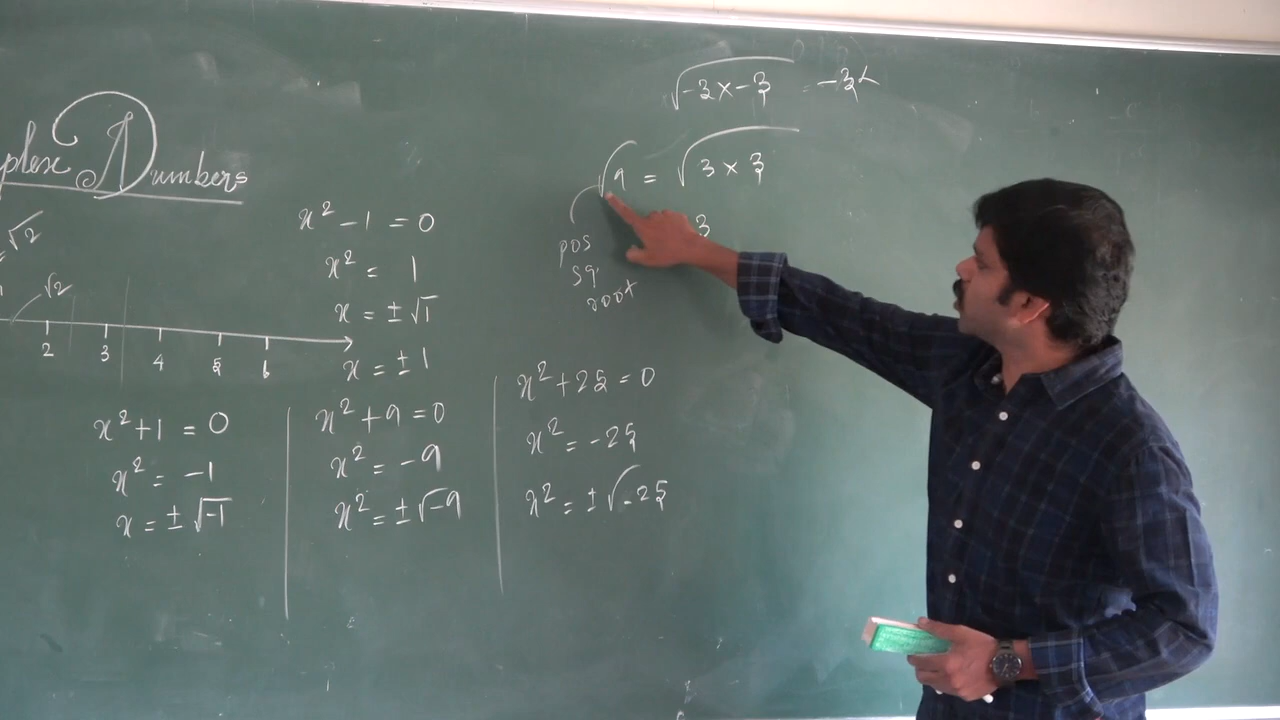 plex Numbers
= √2
√2
2 3 4 5 6
x² - 1 = 0
x² = 1
x = ± √1
x = ± 1
x² + 1 = 0
x² = -1
x = ± √-1
x² + 9 = 0
x² = -9
x² = ± √-9
x² + 25 = 0
x² = -25
x² = ± √-25
√-3 × -3 = -3
√9 = √3 × 3
3
pos
sq.
root